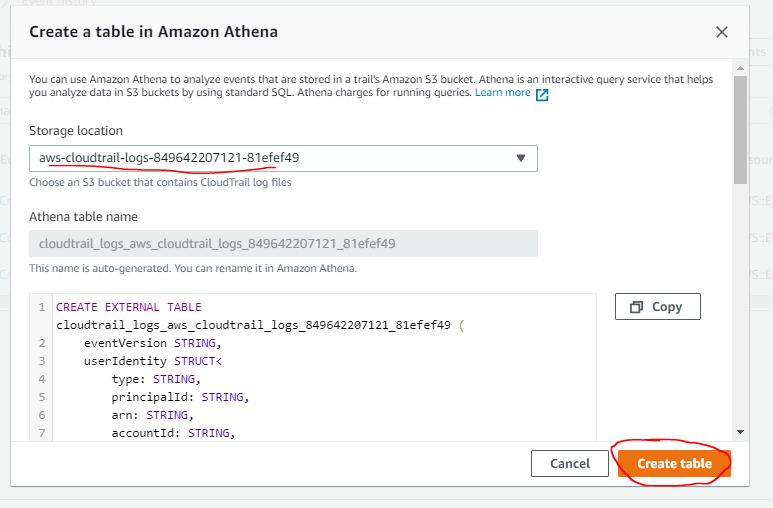 Event history
Create a table in Amazon Athena
You can use Amazon Athena to analyze events that are stored in a trail's Amazon S3 bucket. Athena is an interactive query service that helps
you analyze data in S3 buckets by using standard SQL. Athena charges for running queries. Learn more
Storage location
aws-cloudtrail-logs-849642207121-81efef49
Choose an S3 bucket that contains CloudTrail log files
Athena table name
cloudtrail_logs_aws_cloudtrail_logs_849642207121_81efef49
This name is auto-generated. You can rename it in Amazon Athena.
Copy
1 CREATE EXTERNAL TABLE
cloudtrail_logs_aws_cloudtrail_logs_849642207121_81efef49 (
2 eventVersion STRING,
3 userIdentity STRUCT<
4 type: STRING,
5 principalId: STRING,
6 arn: STRING,
7 accountId: STRING,
Cancel
Create table